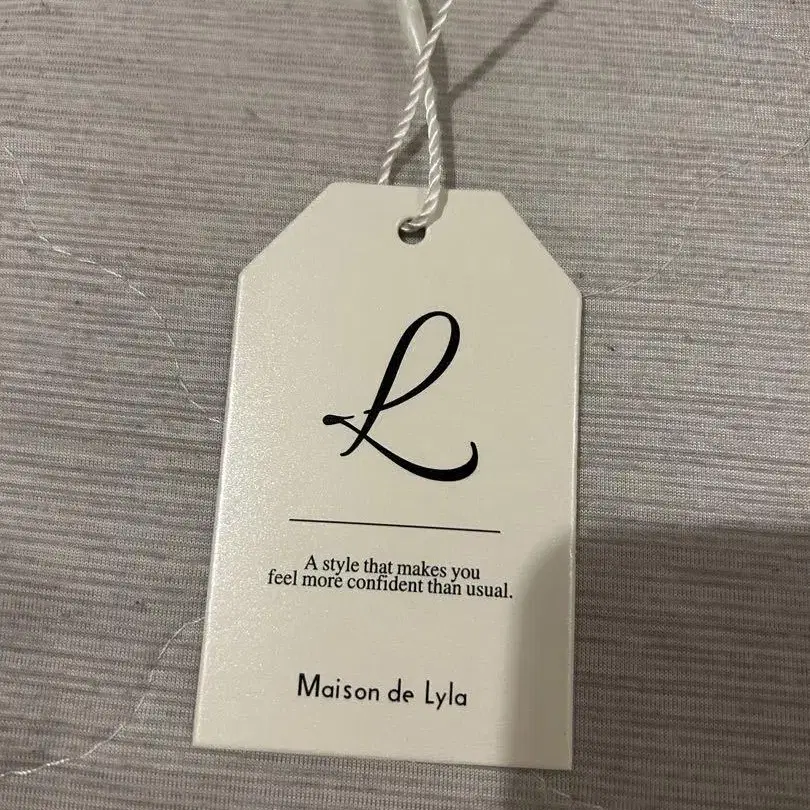 L
A style that makes you
feel more confident than usual.
Maison de Lyla